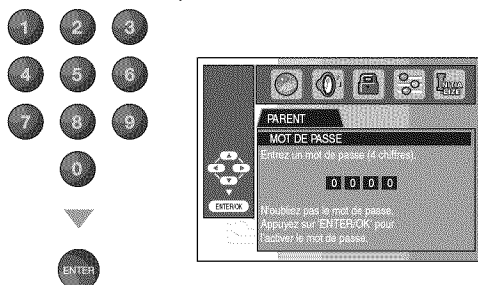 1 2 3
4 5 6
7 8 9
0
ENTER
INITIAL
SIZE
PARENT
MOT DE PASSE
Entrez un mot de passe (4 chiffres).
0 0 0 0
ENTER/OK
N'oubliez pas le mot de passe.
Appuyez sur 'ENTER/OK' pour
l'activer le mot de passe.